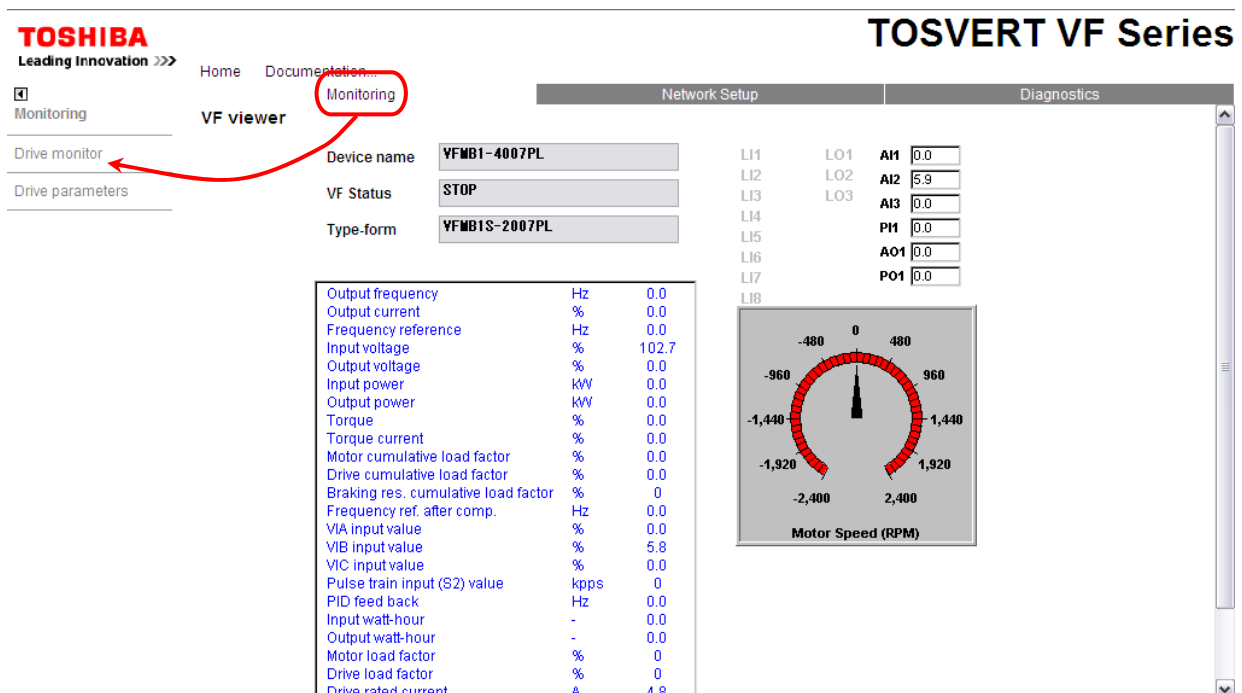 TOSHIBA
Leading Innovation >>>
TOSVERT VF Series
Home Documentation...
Monitoring Network Setup Diagnostics
Monitoring
Drive monitor
Drive parameters
VF viewer
Device name VFMB1-4007PL
VF Status STOP
Type-form VFMB1S-2007PL
LI1 LO1 AI1 0.0
LI2 LO2 AI2 5.9
LI3 LO3 AI3 0.0
LI4 PI1 0.0
LI5
LI6 AO1 0.0
LI7 PO1 0.0
LI8
Output frequency Hz 0.0
Output current % 0.0
Frequency reference Hz 0.0
Input voltage % 102.7
Output voltage % 0.0
Input power kW 0.0
Output power kW 0.0
Torque % 0.0
Torque current % 0.0
Motor cumulative load factor % 0.0
Drive cumulative load factor % 0.0
Braking res. cumulative load factor % 0
Frequency ref. after comp. Hz 0.0
VIA input value % 0.0
VIB input value % 5.8
VIC input value % 0.0
Pulse train input (S2) value kpps 0
PID feed back Hz 0.0
Input watt-hour - 0.0
Output watt-hour - 0.0
Motor load factor % 0
Drive load factor % 0
Drive rated current A 4.8
0
-480 480
-960 960
-1,440 1,440
-1,920 1,920
-2,400 2,400
Motor Speed (RPM)